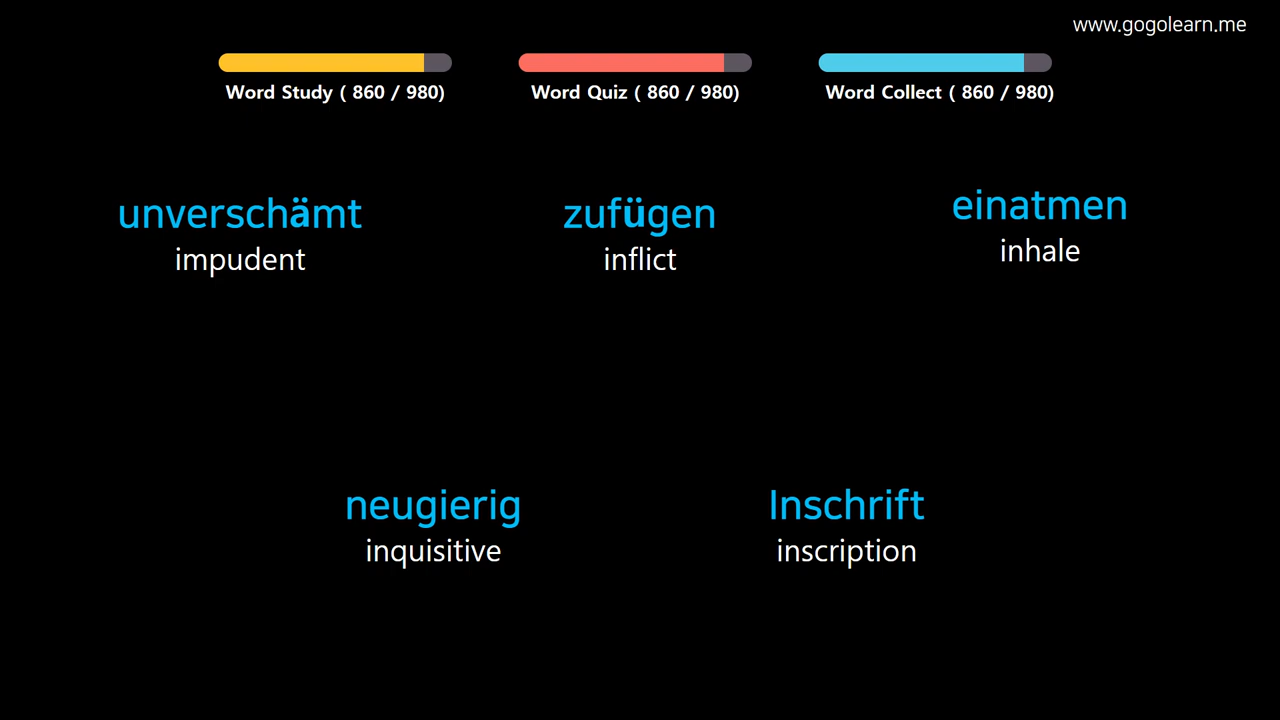 www.gogolearn.me
Word Study ( 860 / 980)
Word Quiz ( 860 / 980)
Word Collect ( 860 / 980)
unverschämt
impudent
zufügen
inflict
einatmen
inhale
neugierig
inquisitive
Inschrift
inscription